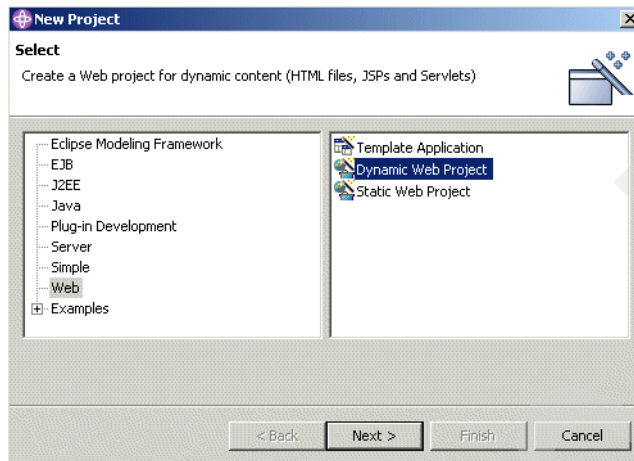 New Project
Select
Create a Web project for dynamic content (HTML files, JSPs and Servlets)
Eclipse Modeling Framework
EJB
J2EE
Java
Plug-in Development
Server
Simple
Web
Examples
Template Application
Dynamic Web Project
Static Web Project
< Back
Next >
Finish
Cancel